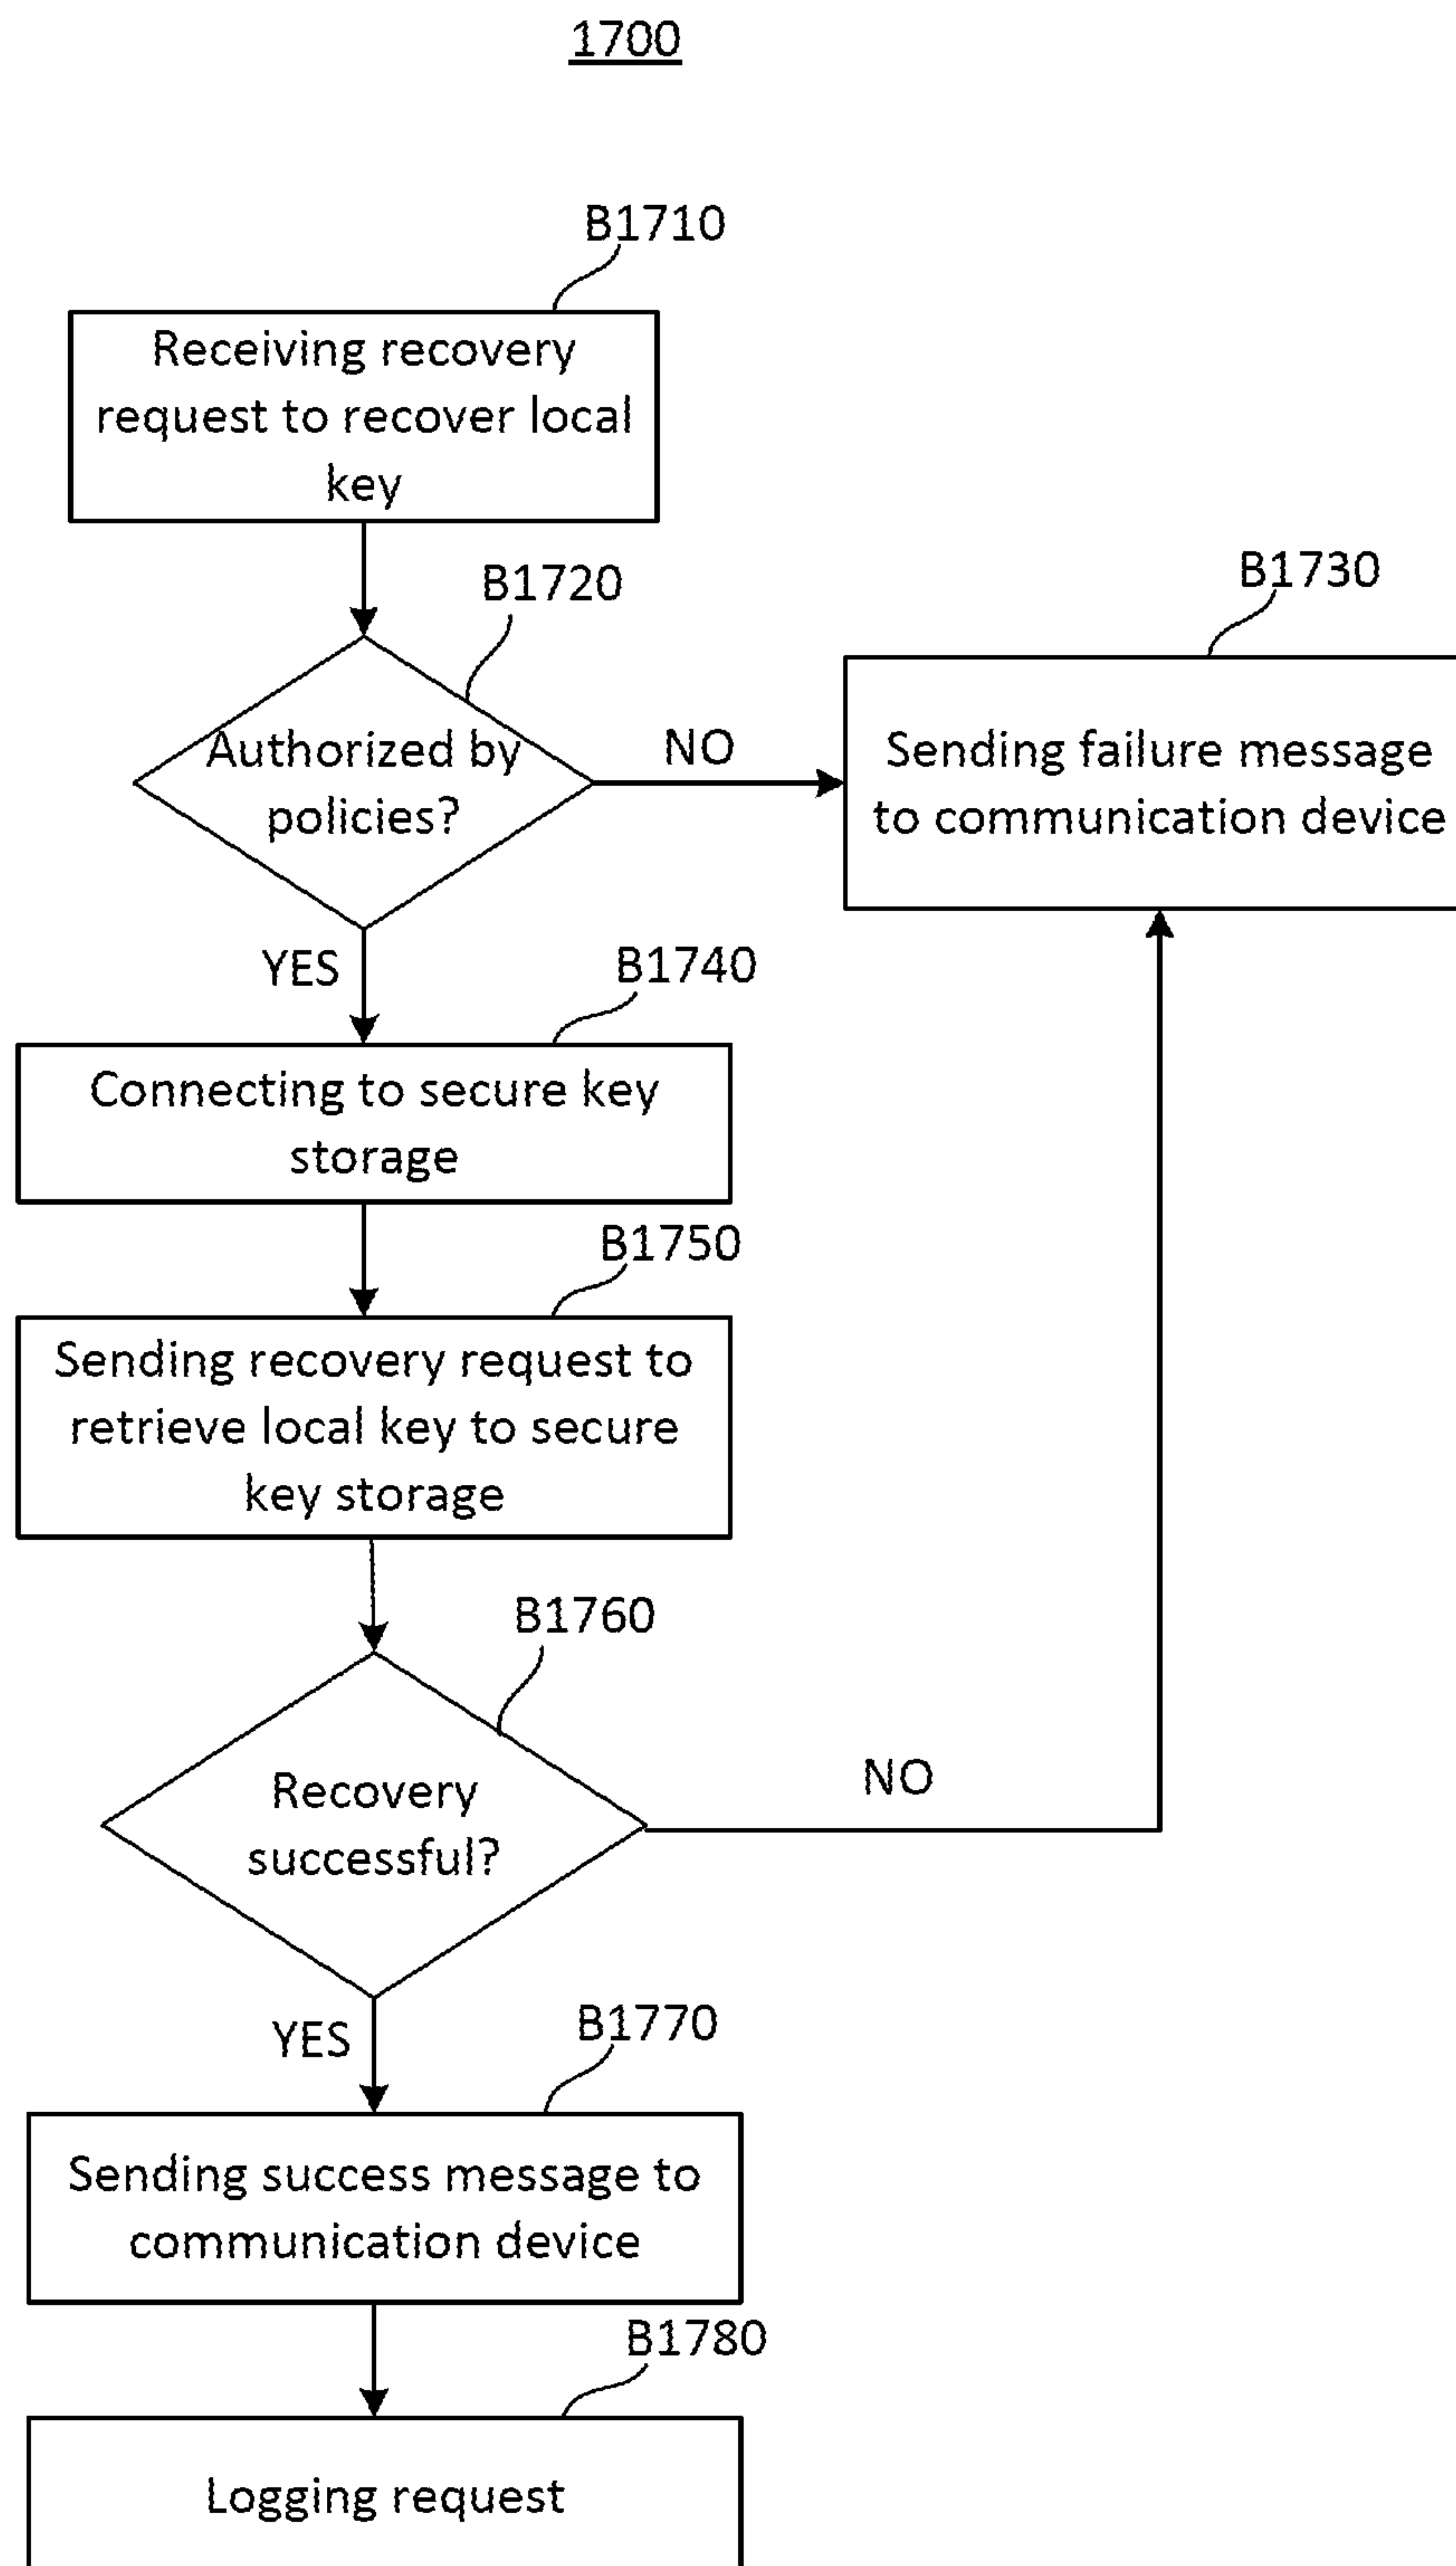 1700
B1710
Receiving recovery
request to recover local
key
B1720
Authorized by
policies?
NO
B1730
Sending failure message
to communication device
YES
B1740
Connecting to secure key
storage
B1750
Sending recovery request to
retrieve local key to secure
key storage
B1760
Recovery
successful?
NO
YES
B1770
Sending success message to
communication device
B1780
Logging request